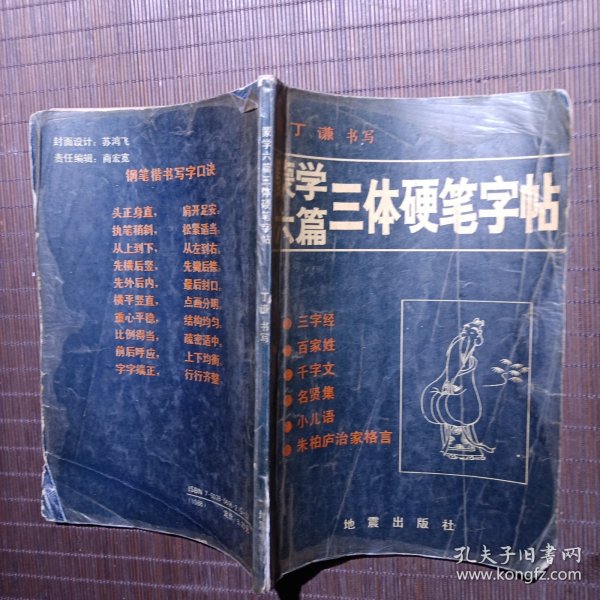 封面设计：苏鸿飞
责任编辑：商宏宽
钢笔楷书写字口诀
头正身直，肩开足安。
执笔稍斜，松紧适当。
从上到下，从左到右。
先横后竖，先撇后捺。
先外后内，最后封口。
横平竖直，点画分明。
重心平稳，结构均匀。
比例得当，疏密适中。
前后呼应，上下均衡。
字字端正，行行齐整。
蒙学六篇三体硬笔字帖
丁谦 书写
丁谦 书写
蒙学
六篇
三体硬笔字帖
三字经
百家姓
千字文
名贤集
小儿语
朱柏庐治家格言
地震出版社
孔夫子旧书网
www.kongfz.com